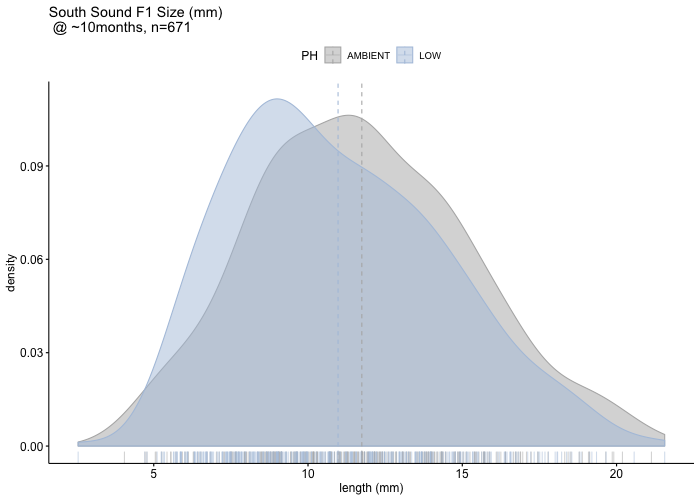 South Sound F1 Size (mm)
@ ~10months, n=671
PH AMBIENT LOW
0.09
0.06
0.03
0.00
density
5 10 15 20
length (mm)